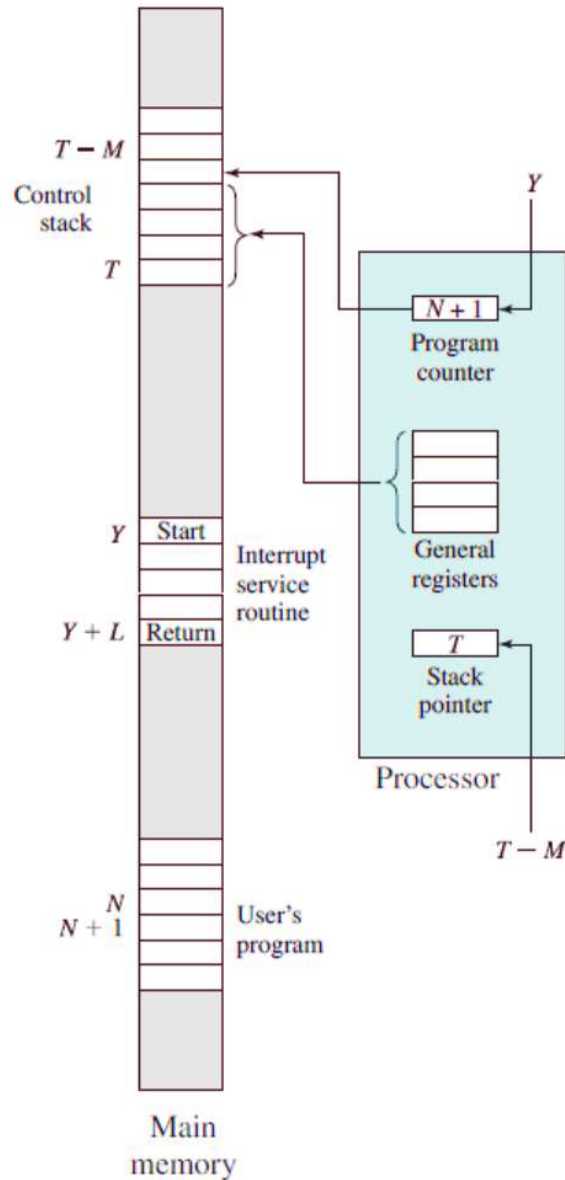 T − M
Control
stack
T
Y
Start
Interrupt
service
routine
Y + L
Return
N
N + 1
User's
program
Main
memory
Y
N + 1
Program
counter
General
registers
T
Stack
pointer
Processor
T − M